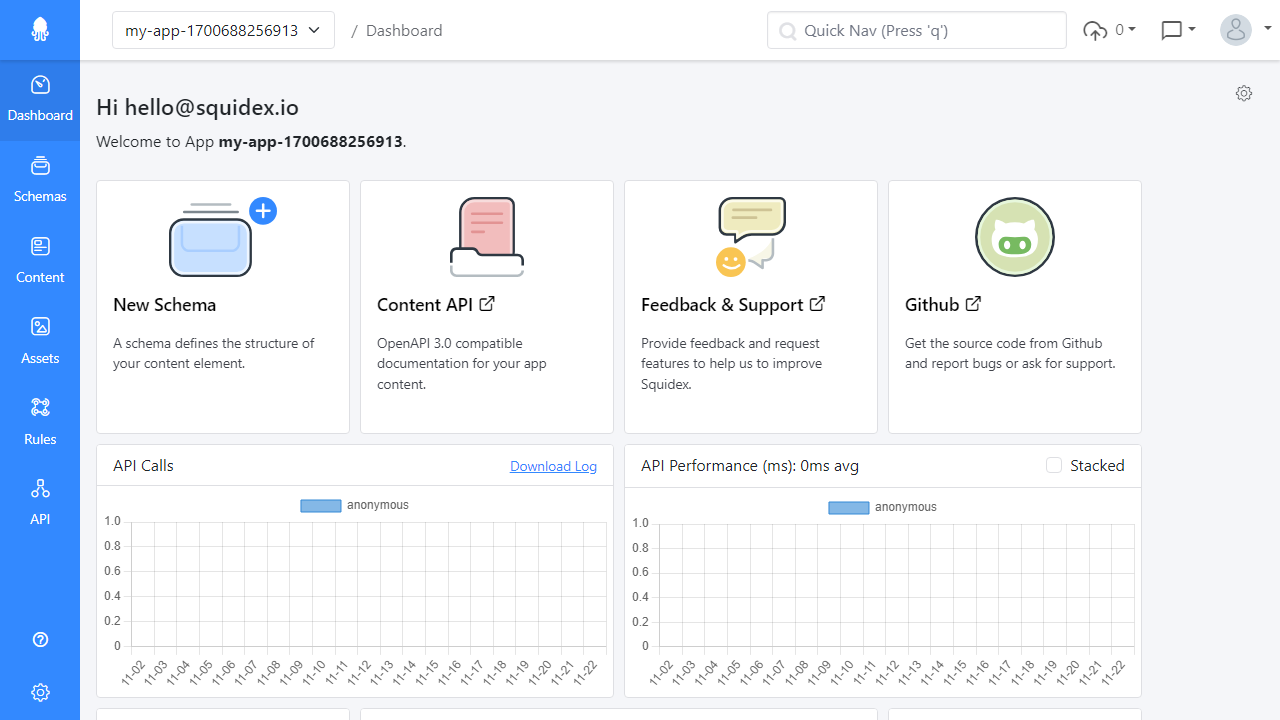 my-app-1700688256913
/ Dashboard
Quick Nav (Press 'q')
0
Dashboard
Schemas
Content
Assets
Rules
API
Hi hello@squidex.io
Welcome to App my-app-1700688256913.
New Schema
A schema defines the structure of
your content element.
Content API
OpenAPI 3.0 compatible
documentation for your app
content.
Feedback & Support
Provide feedback and request
features to help us to improve
Squidex.
Github
Get the source code from Github
and report bugs or ask for support.
API Calls
Download Log
anonymous
1.0
0.8
0.6
0.4
0.2
0
11-02 11-03 11-04 11-05 11-06 11-07 11-08 11-09 11-10 11-11 11-12 11-13 11-14 11-15 11-16 11-17 11-18 11-19 11-20 11-21 11-22
API Performance (ms): 0ms avg
Stacked
anonymous
1.0
0.8
0.6
0.4
0.2
0
11-02 11-03 11-04 11-05 11-06 11-07 11-08 11-09 11-10 11-11 11-12 11-13 11-14 11-15 11-16 11-17 11-18 11-19 11-20 11-21 11-22